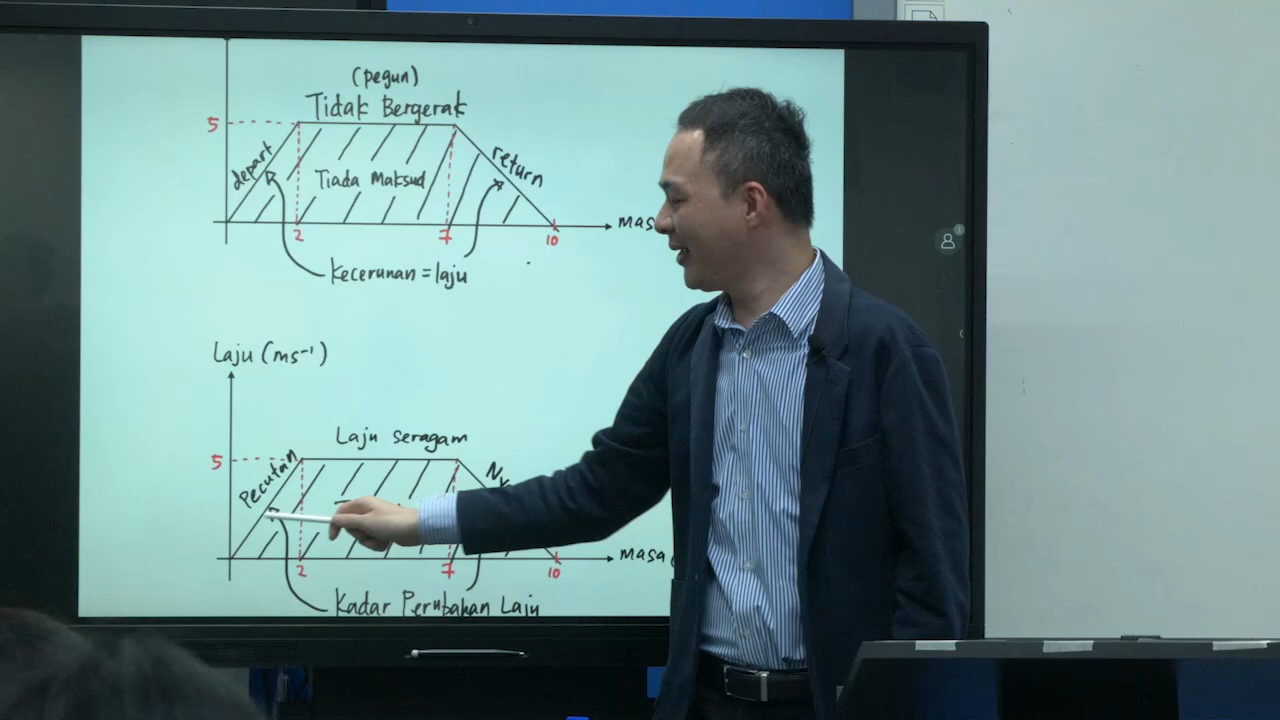 (pegun)
Tidak Bergerak
5
depart
return
Tiada Maksud
2
7
10
kecerunan = laju
Laju (ms⁻¹)
Laju seragam
5
Pecutan
2
7
10
masa
Kadar Perubahan Laju